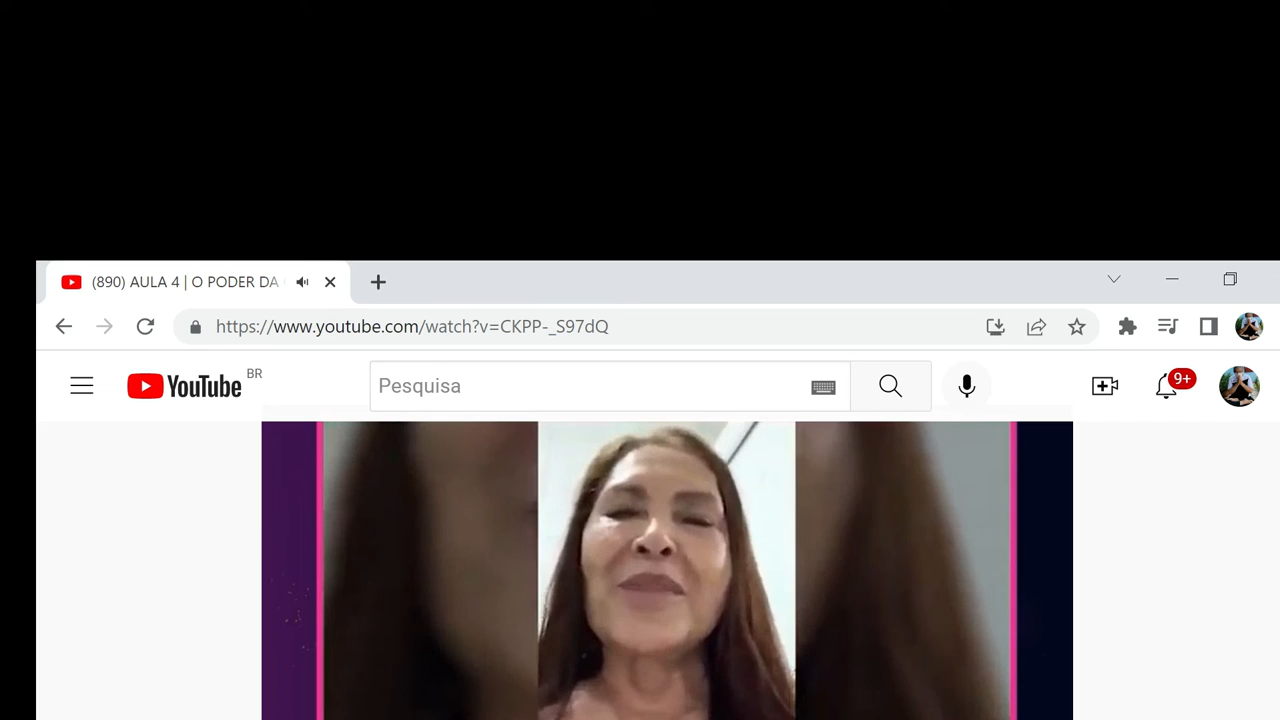 (890) AULA 4 | O PODER DA
https://www.youtube.com/watch?v=CKPP-_S97dQ
YouTube BR
Pesquisa
9+